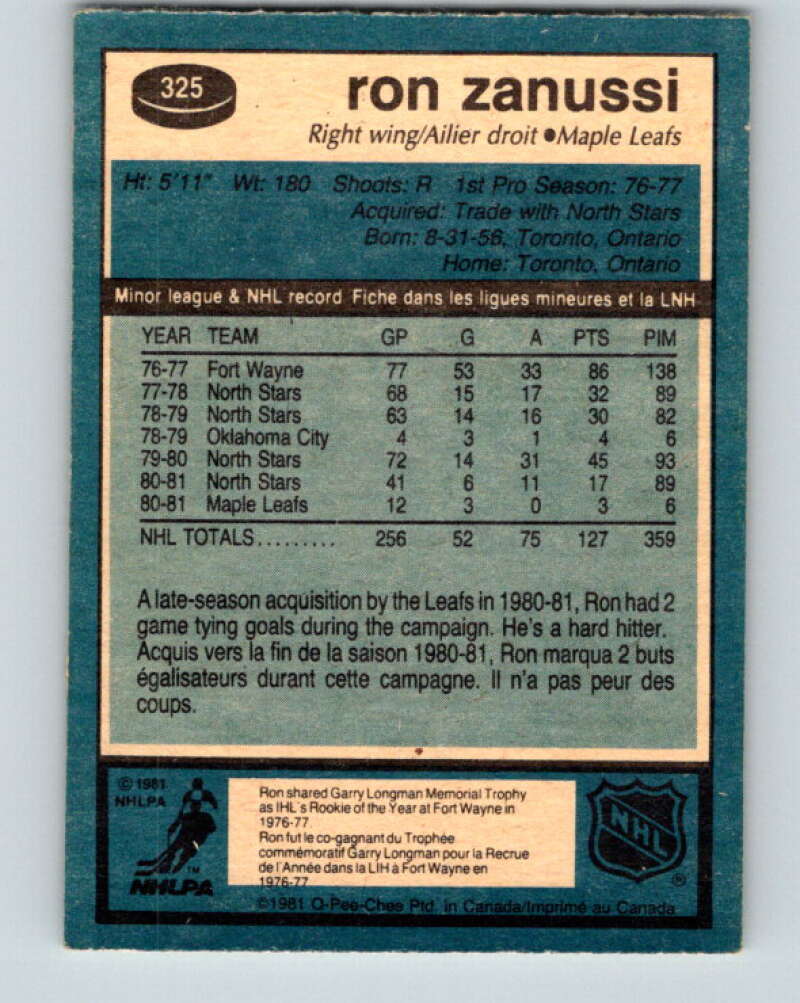 325
ron zanussi
Right wing/Ailier droit ●Maple Leafs
Ht: 5'11" Wt: 180 Shoots: R 1st Pro Season: 76-77
Acquired: Trade with North Stars
Born: 8-31-56, Toronto, Ontario
Home: Toronto, Ontario
Minor league & NHL record Fiche dans les ligues mineures et la LNH
YEAR TEAM GP G A PTS PIM
76-77 Fort Wayne 77 53 33 86 138
77-78 North Stars 68 15 17 32 89
78-79 North Stars 63 14 16 30 82
78-79 Oklahoma City 4 3 1 4 6
79-80 North Stars 72 14 31 45 93
80-81 North Stars 41 6 11 17 89
80-81 Maple Leafs 12 3 0 3 6
NHL TOTALS......... 256 52 75 127 359
A late-season acquisition by the Leafs in 1980-81, Ron had 2
game tying goals during the campaign. He's a hard hitter.
Acquis vers la fin de la saison 1980-81, Ron marqua 2 buts
égalisateurs durant cette campagne. Il n'a pas peur des
coups.
© 1981
NHLPA
TM
NHLPA
Ron shared Garry Longman Memorial Trophy
as IHL's Rookie of the Year at Fort Wayne in
1976-77.
Ron fut le co-gagnant du Trophée
commémoratif Garry Longman pour la Recrue
de l'Année dans la LIH à Fort Wayne en
1976-77
NHL
®
©1981 O-Pee-Chee Ptd. in Canada/Imprimé au Canada